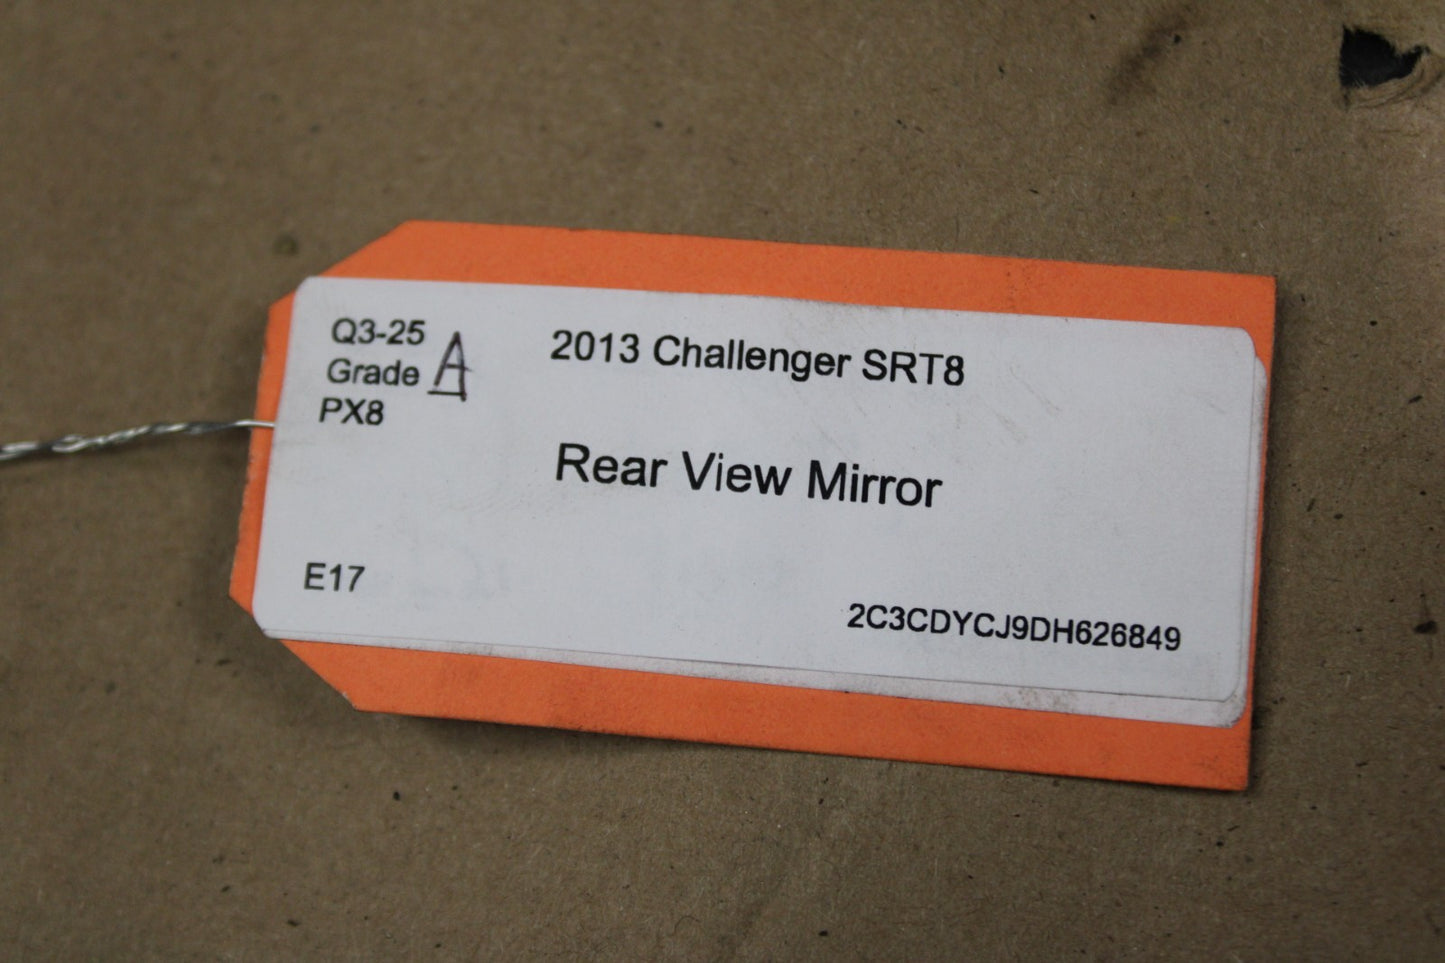 Q3-25
Grade A
PX8
2013 Challenger SRT8
Rear View Mirror
E17
2C3CDYCJ9DH626849